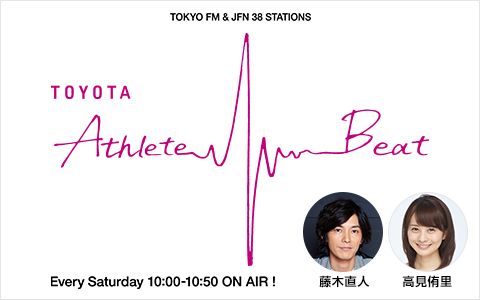 TOKYO FM & JFN 38 STATIONS
TOYOTA
Athlete Beat
Every Saturday 10:00-10:50 ON AIR !
藤木直人
高見侑里